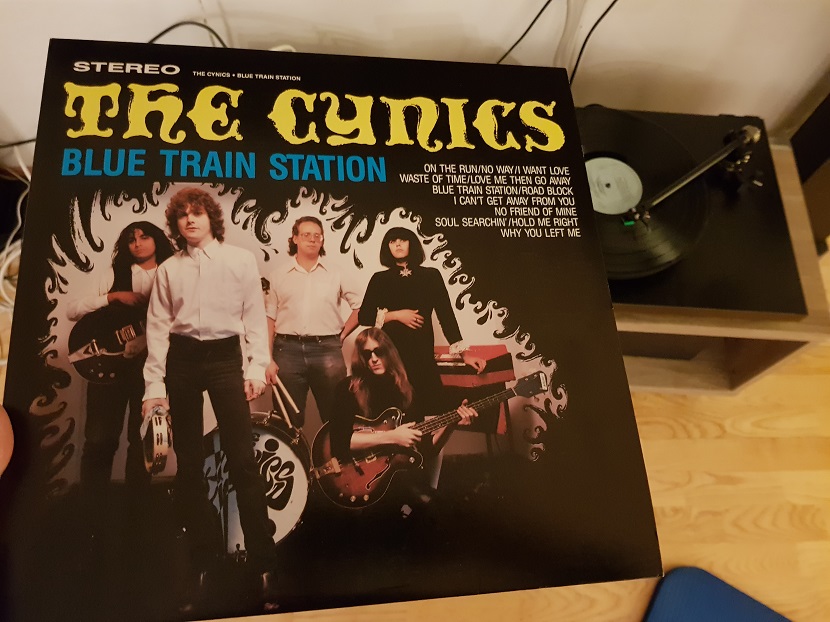 STEREO THE CYNICS • BLUE TRAIN STATION
THE CYNICS
BLUE TRAIN STATION
ON THE RUN/NO WAY/I WANT LOVE
WASTE OF TIME/LOVE ME THEN GO AWAY
BLUE TRAIN STATION/ROAD BLOCK
I CAN'T GET AWAY FROM YOU
NO FRIEND OF MINE
SOUL SEARCHIN'/HOLD ME RIGHT
WHY YOU LEFT ME